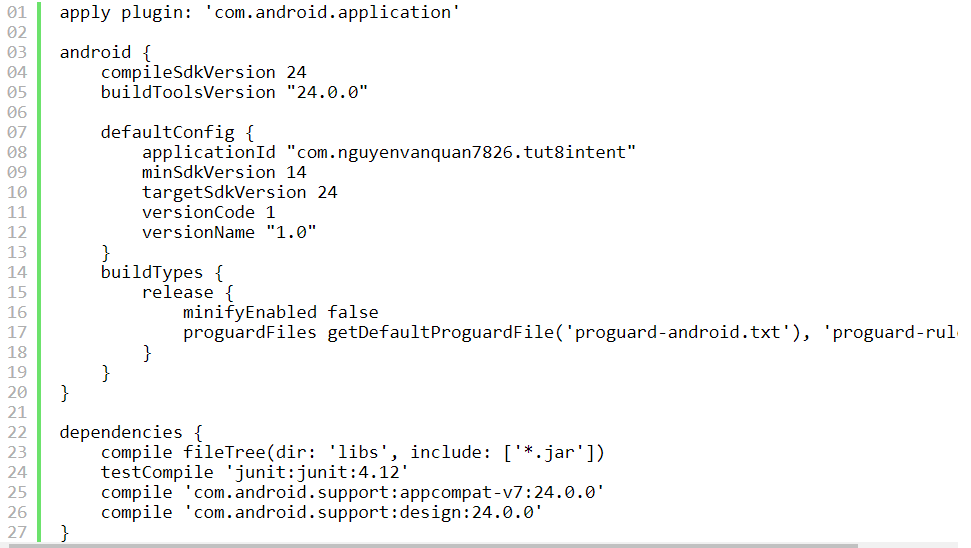 01 apply plugin: 'com.android.application'
02
03 android {
04     compileSdkVersion 24
05     buildToolsVersion "24.0.0"
06
07     defaultConfig {
08         applicationId "com.nguyenvanquan7826.tut8intent"
09         minSdkVersion 14
10         targetSdkVersion 24
11         versionCode 1
12         versionName "1.0"
13     }
14     buildTypes {
15         release {
16             minifyEnabled false
17             proguardFiles getDefaultProguardFile('proguard-android.txt'), 'proguard-rul
18         }
19     }
20 }
21
22 dependencies {
23     compile fileTree(dir: 'libs', include: ['*.jar'])
24     testCompile 'junit:junit:4.12'
25     compile 'com.android.support:appcompat-v7:24.0.0'
26     compile 'com.android.support:design:24.0.0'
27 }